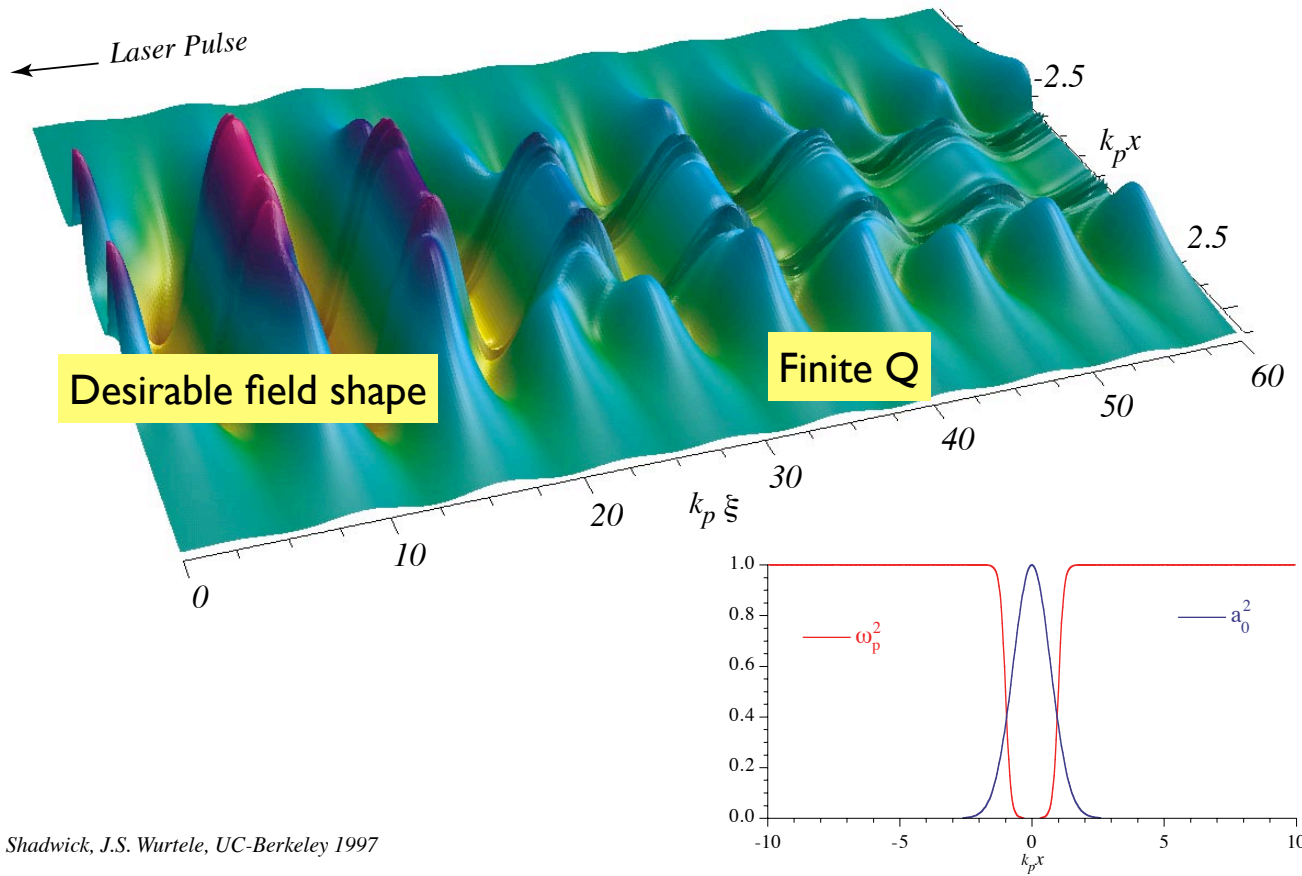 Laser Pulse
-2.5
k_p x
2.5
Desirable field shape
Finite Q
60
50
40
30
20
10
0
k_p ξ
1.0
0.8
0.6
0.4
0.2
0.0
ω_p^2
a_0^2
-10
-5
0
5
10
k_p x
Shadwick, J.S. Wurtele, UC-Berkeley 1997